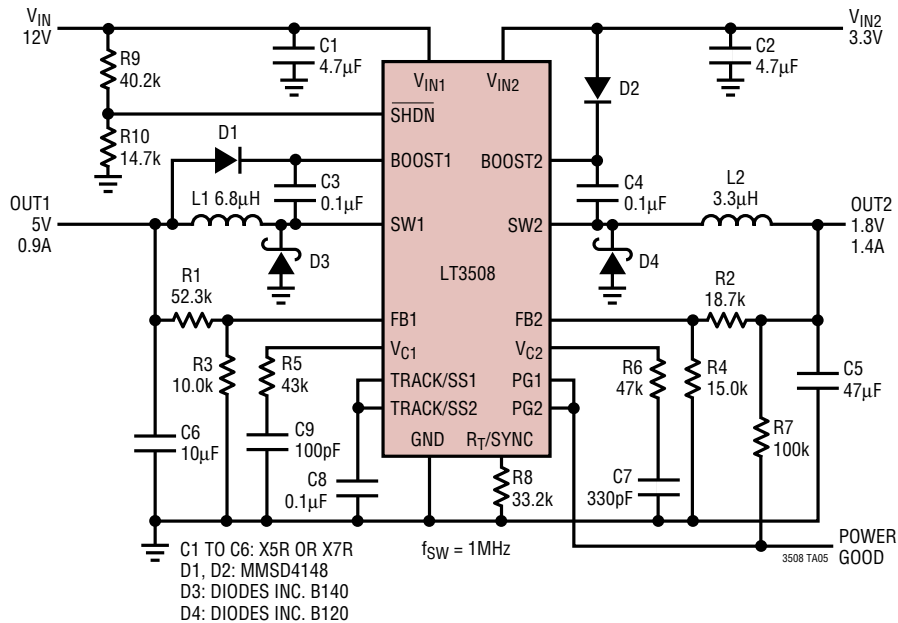 VIN
12V
R9
40.2k
R10
14.7k
C1
4.7µF
VIN2
3.3V
C2
4.7µF
D2
VIN1
VIN2
SHDN
BOOST1
BOOST2
SW1
SW2
LT3508
FB1
FB2
VC1
VC2
TRACK/SS1
PG1
TRACK/SS2
PG2
GND
RT/SYNC
D1
C3
0.1µF
C4
0.1µF
L1 6.8µH
L2
3.3µH
OUT1
5V
0.9A
OUT2
1.8V
1.4A
D3
D4
R1
52.3k
R2
18.7k
R3
10.0k
R5
43k
R6
47k
R4
15.0k
C5
47µF
R7
100k
C6
10µF
C9
100pF
C8
0.1µF
R8
33.2k
C7
330pF
POWER
GOOD
3508 TA05
fSW = 1MHz
C1 TO C6: X5R OR X7R
D1, D2: MMSD4148
D3: DIODES INC. B140
D4: DIODES INC. B120